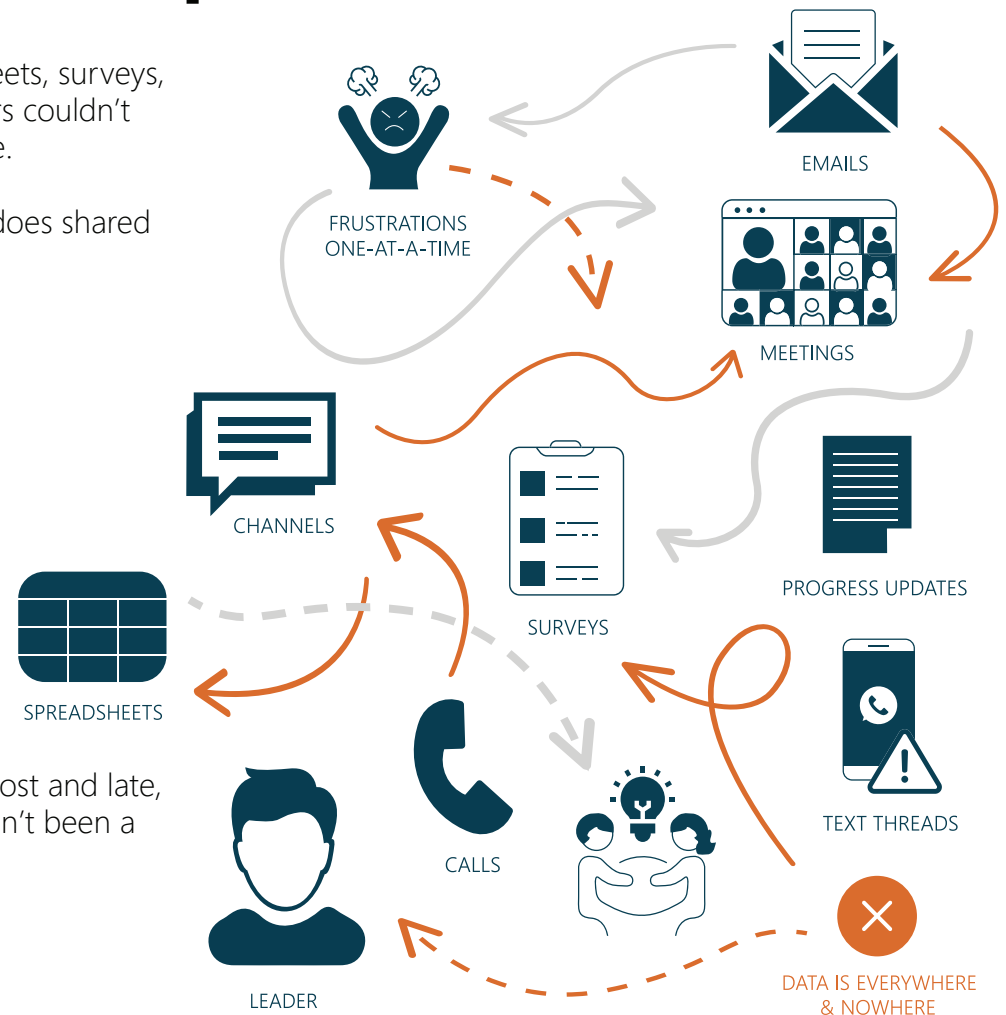 eets, surveys,
rs couldn't
e.
does shared
ost and late,
n't been a
EMAILS
FRUSTRATIONS
ONE-AT-A-TIME
MEETINGS
CHANNELS
SURVEYS
PROGRESS UPDATES
SPREADSHEETS
TEXT THREADS
CALLS
LEADER
DATA IS EVERYWHERE
& NOWHERE